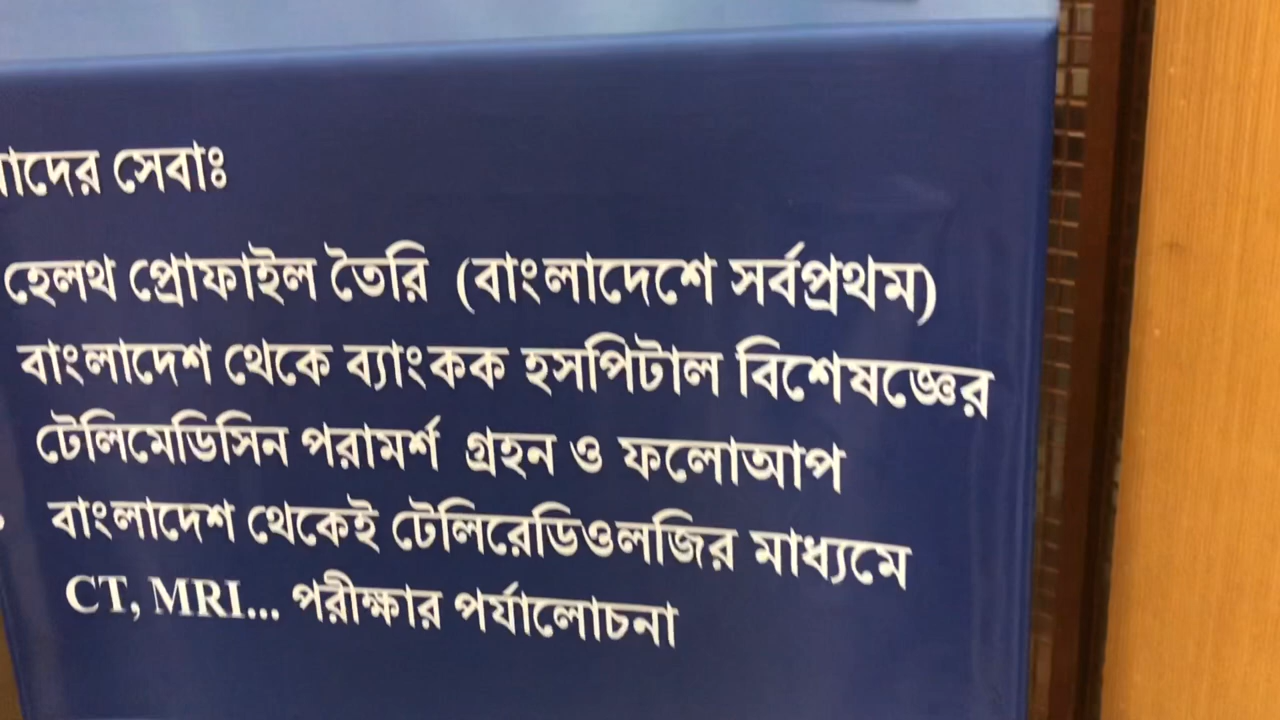 সেবাঃ
হেলথ প্রোফাইল তৈরি (বাংলাদেশে সর্বপ্রথম)
বাংলাদেশ থেকে ব্যাংকক হসপিটাল বিশেষজ্ঞের
টেলিমেডিসিন পরামর্শ গ্রহন ও ফলোআপ
বাংলাদেশ থেকেই টেলিরেডিওলজির মাধ্যমে
CT, MRI... পরীক্ষার পর্যালোচনা